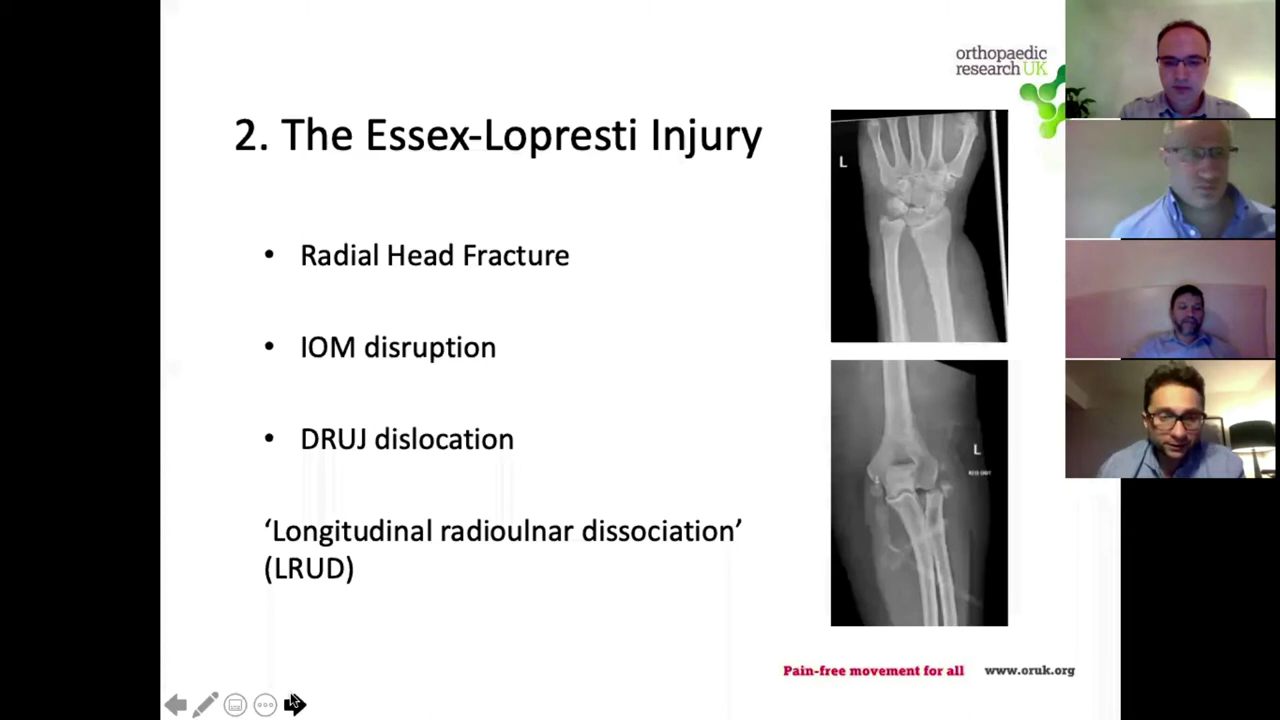 orthopaedic
research UK
2. The Essex-Lopresti Injury
L
• Radial Head Fracture
• IOM disruption
• DRUJ dislocation
L
‘Longitudinal radioulnar dissociation’
(LRUD)
Pain-free movement for all www.oruk.org